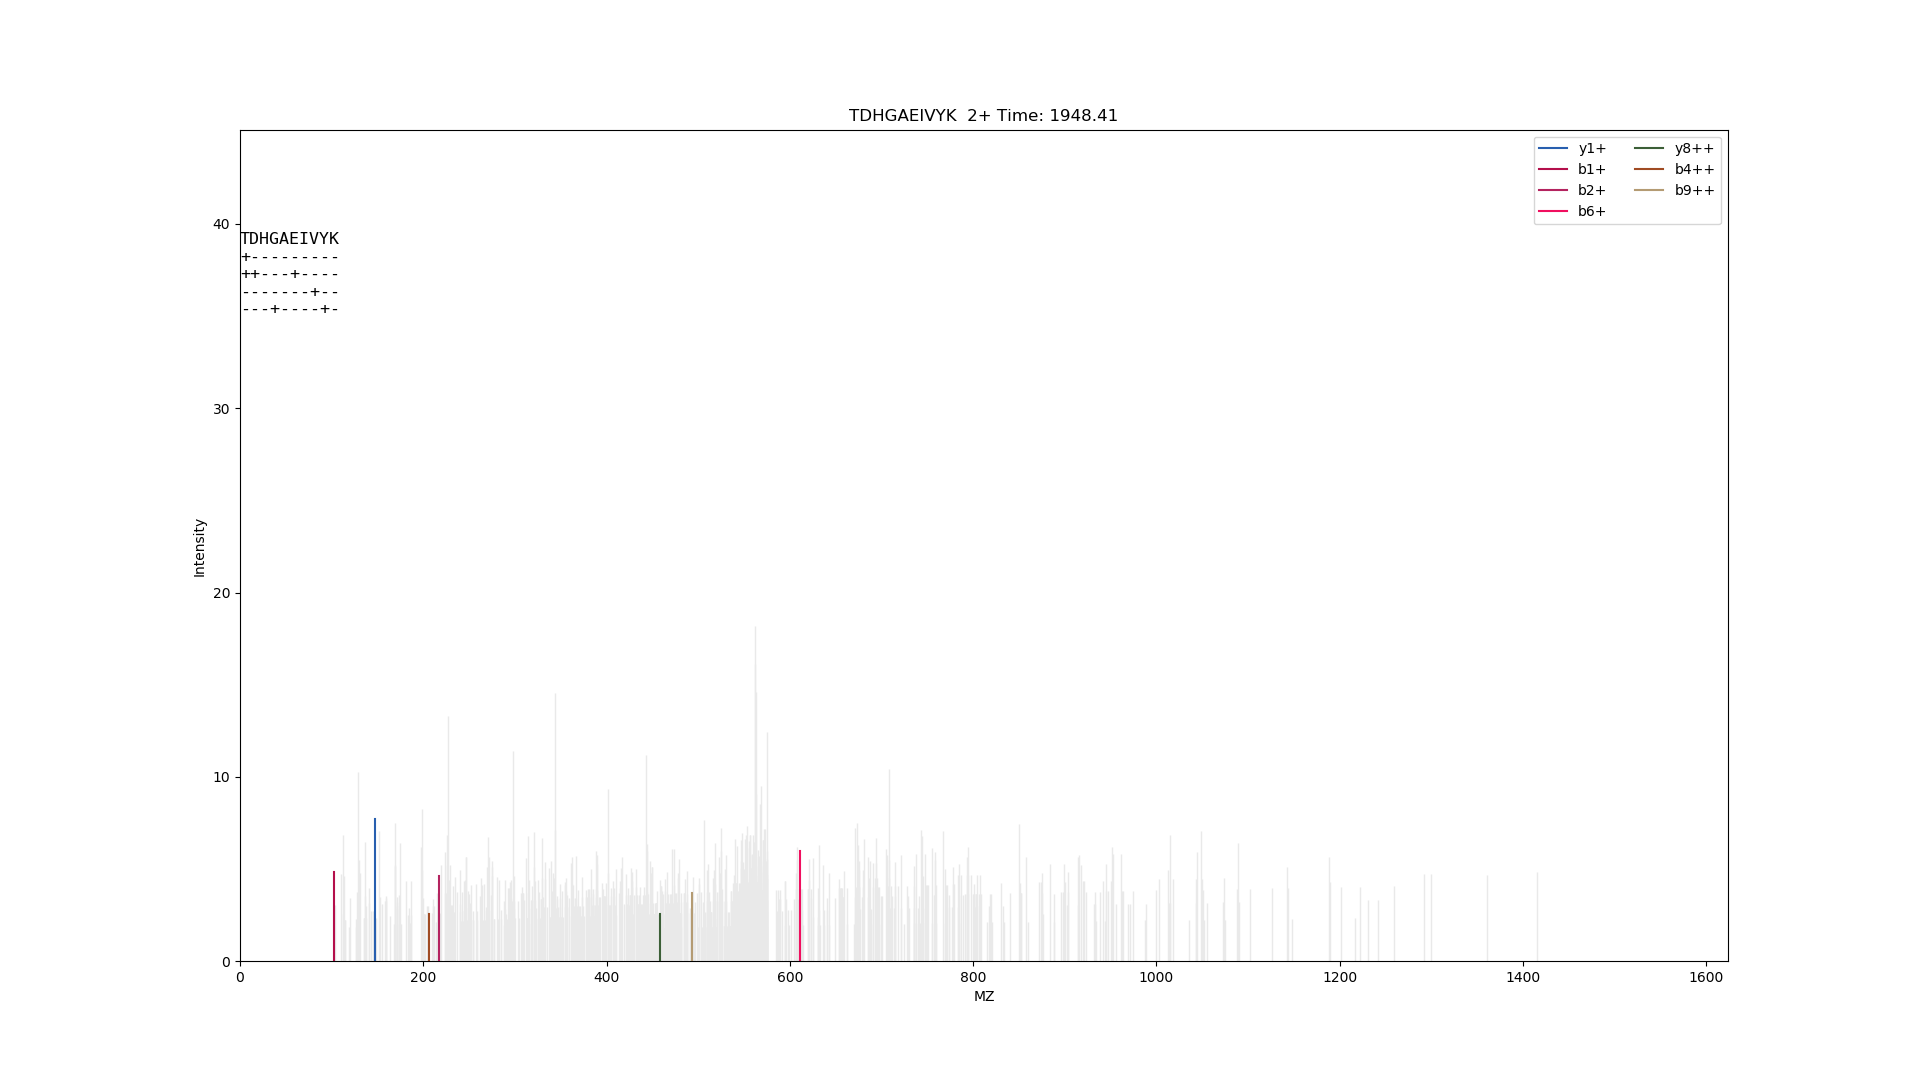 TDHGAEIVYK  2+ Time: 1948.41
y1+
b1+
b2+
b6+
y8++
b4++
b9++
40
30
20
10
0
Intensity
TDHGAEIVYK
+---------
++---+----
-------+--
---+----+-
0 200 400 600 800 1000 1200 1400 1600
MZ